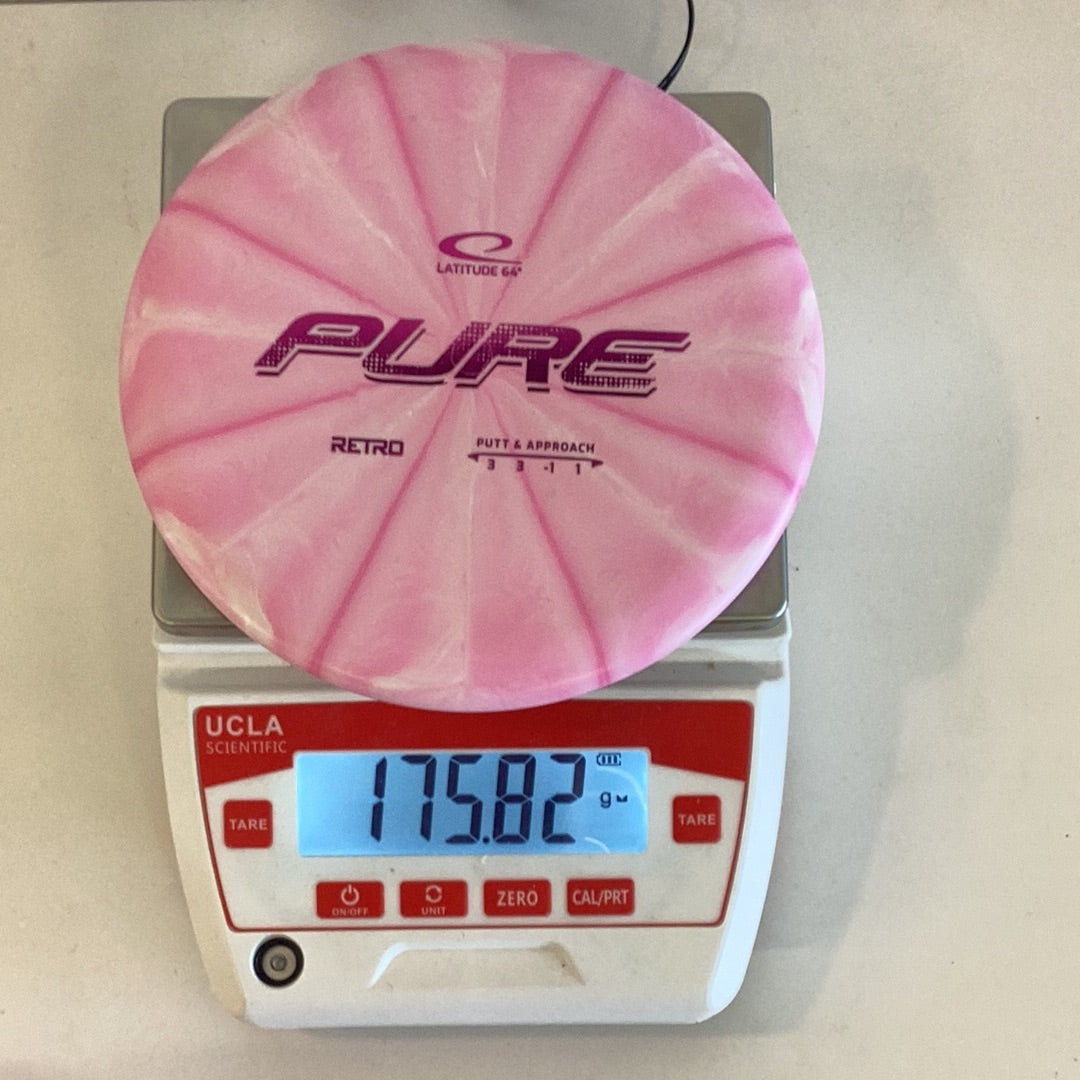 LATITUDE 64°
PURE
RETRO
PUTT & APPROACH
3 3 -1 1
UCLA
SCIENTIFIC
175.82
g
TARE
TARE
ON/OFF
UNIT
ZERO
CAL/PRT